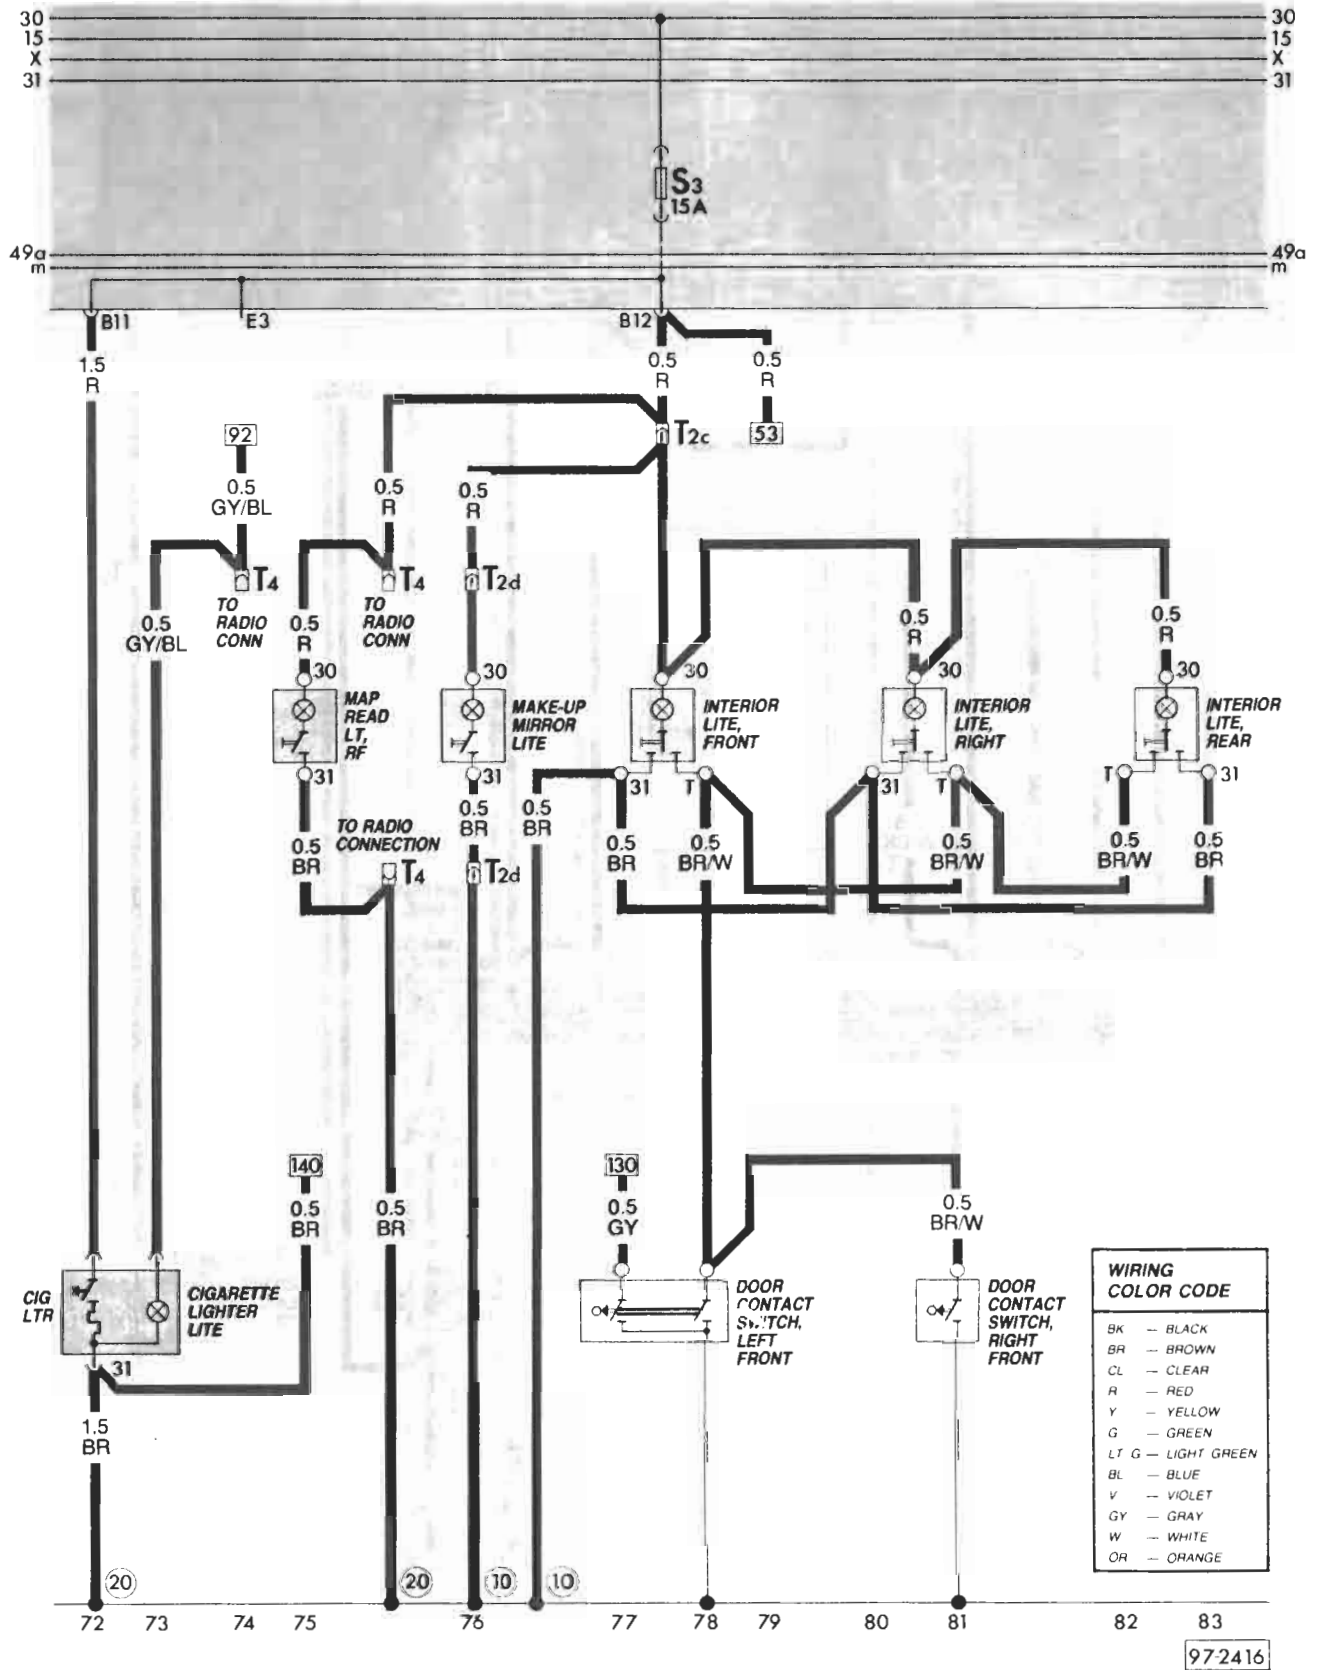 30 30
15 15
X X
31 31
S3
15A
49a 49a
m m
B11 E3 B12
1.5
R
0.5
R
0.5
R
92
T2c
53
0.5
GY/BL
0.5
R
0.5
R
T4
TO
RADIO
CONN
T4
TO
RADIO
CONN
T2d
0.5
GY/BL
0.5
R
0.5
R
0.5
R
30 30 30 30 30
MAP
READ
LT,
RF
MAKE-UP
MIRROR
LITE
INTERIOR
LITE,
FRONT
INTERIOR
LITE,
RIGHT
INTERIOR
LITE,
REAR
31 31 31 T 31 T T 31
TO RADIO
CONNECTION
T4
T2d
0.5
BR
0.5
BR
0.5
BR
0.5
BR
0.5
BR/W
0.5
BR/W
0.5
BR/W
0.5
BR
140
0.5
BR
0.5
BR
130
0.5
GY
0.5
BR/W
CIG
LTR
CIGARETTE
LIGHTER
LITE
DOOR
CONTACT
SWITCH,
LEFT
FRONT
DOOR
CONTACT
SWITCH,
RIGHT
FRONT
31
1.5
BR
WIRING
COLOR CODE
BK — BLACK
BR — BROWN
CL — CLEAR
R — RED
Y — YELLOW
G — GREEN
LT G — LIGHT GREEN
BL — BLUE
V — VIOLET
GY — GRAY
W — WHITE
OR — ORANGE
20 20 10 10
72 73 74 75 76 77 78 79 80 81 82 83
97-2416